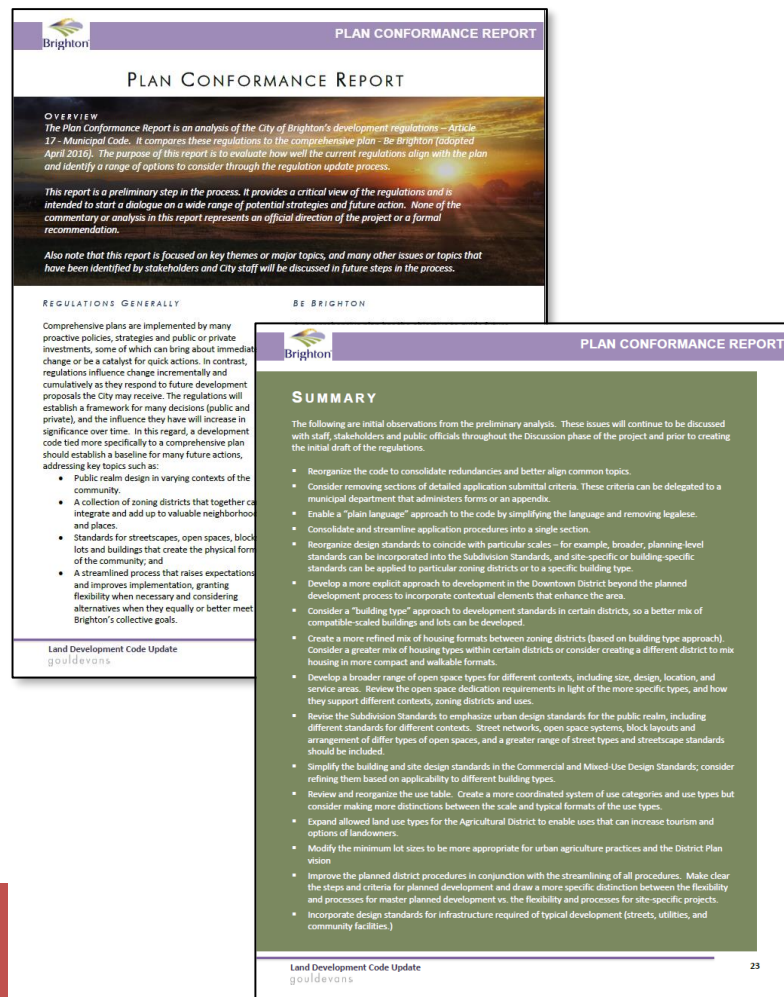 Brighton
PLAN CONFORMANCE REPORT
PLAN CONFORMANCE REPORT
OVERVIEW
The Plan Conformance Report is an analysis of the City of Brighton's development regulations – Article
17 - Municipal Code. It compares these regulations to the comprehensive plan - Be Brighton (adopted
April 2016). The purpose of this report is to evaluate how well the current regulations align with the plan
and identify a range of options to consider through the regulation update process.
This report is a preliminary step in the process. It provides a critical view of the regulations and is
intended to start a dialogue on a wide range of potential strategies and future action. None of the
commentary or analysis in this report represents an official direction of the project or a formal
recommendation.
Also note that this report is focused on key themes or major topics, and many other issues or topics that
have been identified by stakeholders and City staff will be discussed in future steps in the process.
REGULATIONS GENERALLY
Comprehensive plans are implemented by many
proactive policies, strategies and public or private
investments, some of which can bring about immediat
change or be a catalyst for quick actions. In contrast,
regulations influence change incrementally and
cumulatively as they respond to future development
proposals the City may receive. The regulations will
establish a framework for many decisions (public and
private), and the influence they have will increase in
significance over time. In this regard, a development
code tied more specifically to a comprehensive plan
should establish a baseline for many future actions,
addressing key topics such as:
• Public realm design in varying contexts of the
community.
• A collection of zoning districts that together ca
integrate and add up to valuable neighborhoo
and places.
• Standards for streetscapes, open spaces, block
lots and buildings that create the physical form
of the community; and
• A streamlined process that raises expectations
and improves implementation, granting
flexibility when necessary and considering
alternatives when they equally or better meet
Brighton's collective goals.
BE BRIGHTON
Land Development Code Update
gouldevans
Brighton
PLAN CONFORMANCE REPORT
SUMMARY
The following are initial observations from the preliminary analysis. These issues will continue to be discussed
with staff, stakeholders and public officials throughout the Discussion phase of the project and prior to creating
the initial draft of the regulations.
▪ Reorganize the code to consolidate redundancies and better align common topics.
▪ Consider removing sections of detailed application submittal criteria. These criteria can be delegated to a
municipal department that administers forms or an appendix.
▪ Enable a "plain language" approach to the code by simplifying the language and removing legalese.
▪ Consolidate and streamline application procedures into a single section.
▪ Reorganize design standards to coincide with particular scales – for example, broader, planning-level
standards can be incorporated into the Subdivision Standards, and site-specific or building-specific
standards can be applied to particular zoning districts or to a specific building type.
▪ Develop a more explicit approach to development in the Downtown District beyond the planned
development process to incorporate contextual elements that enhance the area.
▪ Consider a "building type" approach to development standards in certain districts, so a better mix of
compatible-scaled buildings and lots can be developed.
▪ Create a more refined mix of housing formats between zoning districts (based on building type approach).
Consider a greater mix of housing types within certain districts or consider creating a different district to mix
housing in more compact and walkable formats.
▪ Develop a broader range of open space types for different contexts, including size, design, location, and
service areas. Review the open space dedication requirements in light of the more specific types, and how
they support different contexts, zoning districts and uses.
▪ Revise the Subdivision Standards to emphasize urban design standards for the public realm, including
different standards for different contexts. Street networks, open space systems, block layouts and
arrangement of differ types of open spaces, and a greater range of street types and streetscape standards
should be included.
▪ Simplify the building and site design standards in the Commercial and Mixed-Use Design Standards; consider
refining them based on applicability to different building types.
▪ Review and reorganize the use table. Create a more coordinated system of use categories and use types but
consider making more distinctions between the scale and typical formats of the use types.
▪ Expand allowed land use types for the Agricultural District to enable uses that can increase tourism and
options of landowners.
▪ Modify the minimum lot sizes to be more appropriate for urban agriculture practices and the District Plan
vision
▪ Improve the planned district procedures in conjunction with the streamlining of all procedures. Make clear
the steps and criteria for planned development and draw a more specific distinction between the flexibility
and processes for master planned development vs. the flexibility and processes for site-specific projects.
▪ Incorporate design standards for infrastructure required of typical development (streets, utilities, and
community facilities.)
Land Development Code Update
gouldevans
23